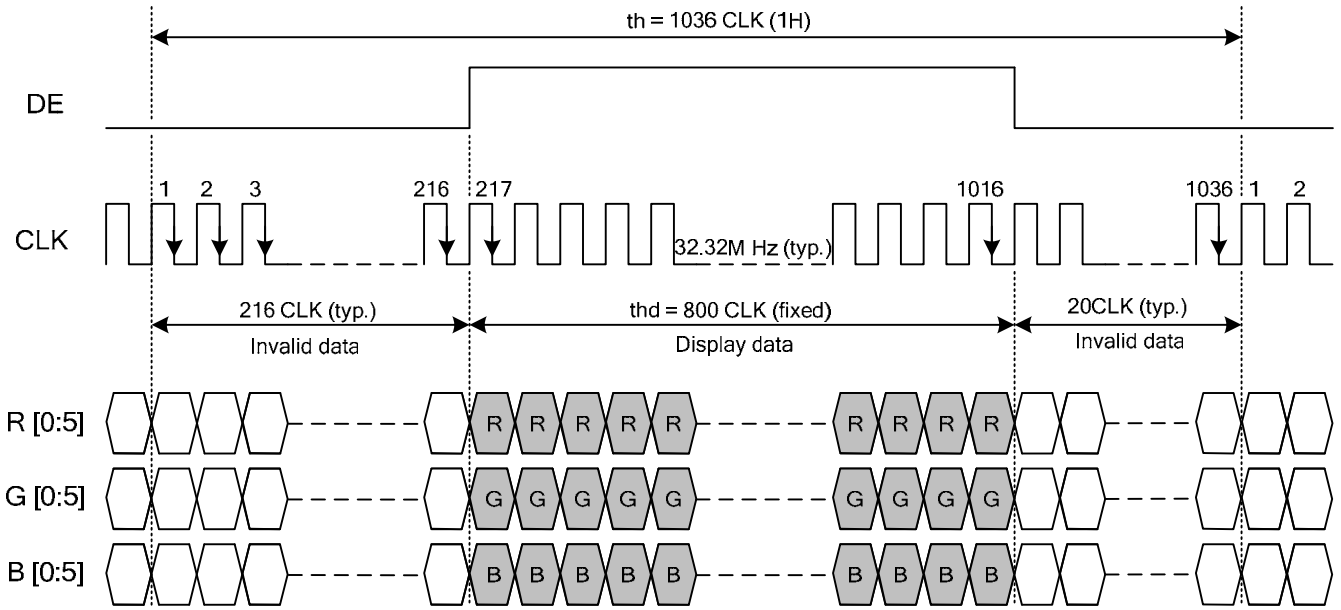 th = 1036 CLK (1H)
DE
1 2 3 216 217 1016 1036 1 2
CLK
32.32M Hz (typ.)
216 CLK (typ.) thd = 800 CLK (fixed) 20CLK (typ.)
Invalid data Display data Invalid data
R [0:5] R R R R R R R R R
G [0:5] G G G G G G G G G
B [0:5] B B B B B B B B B